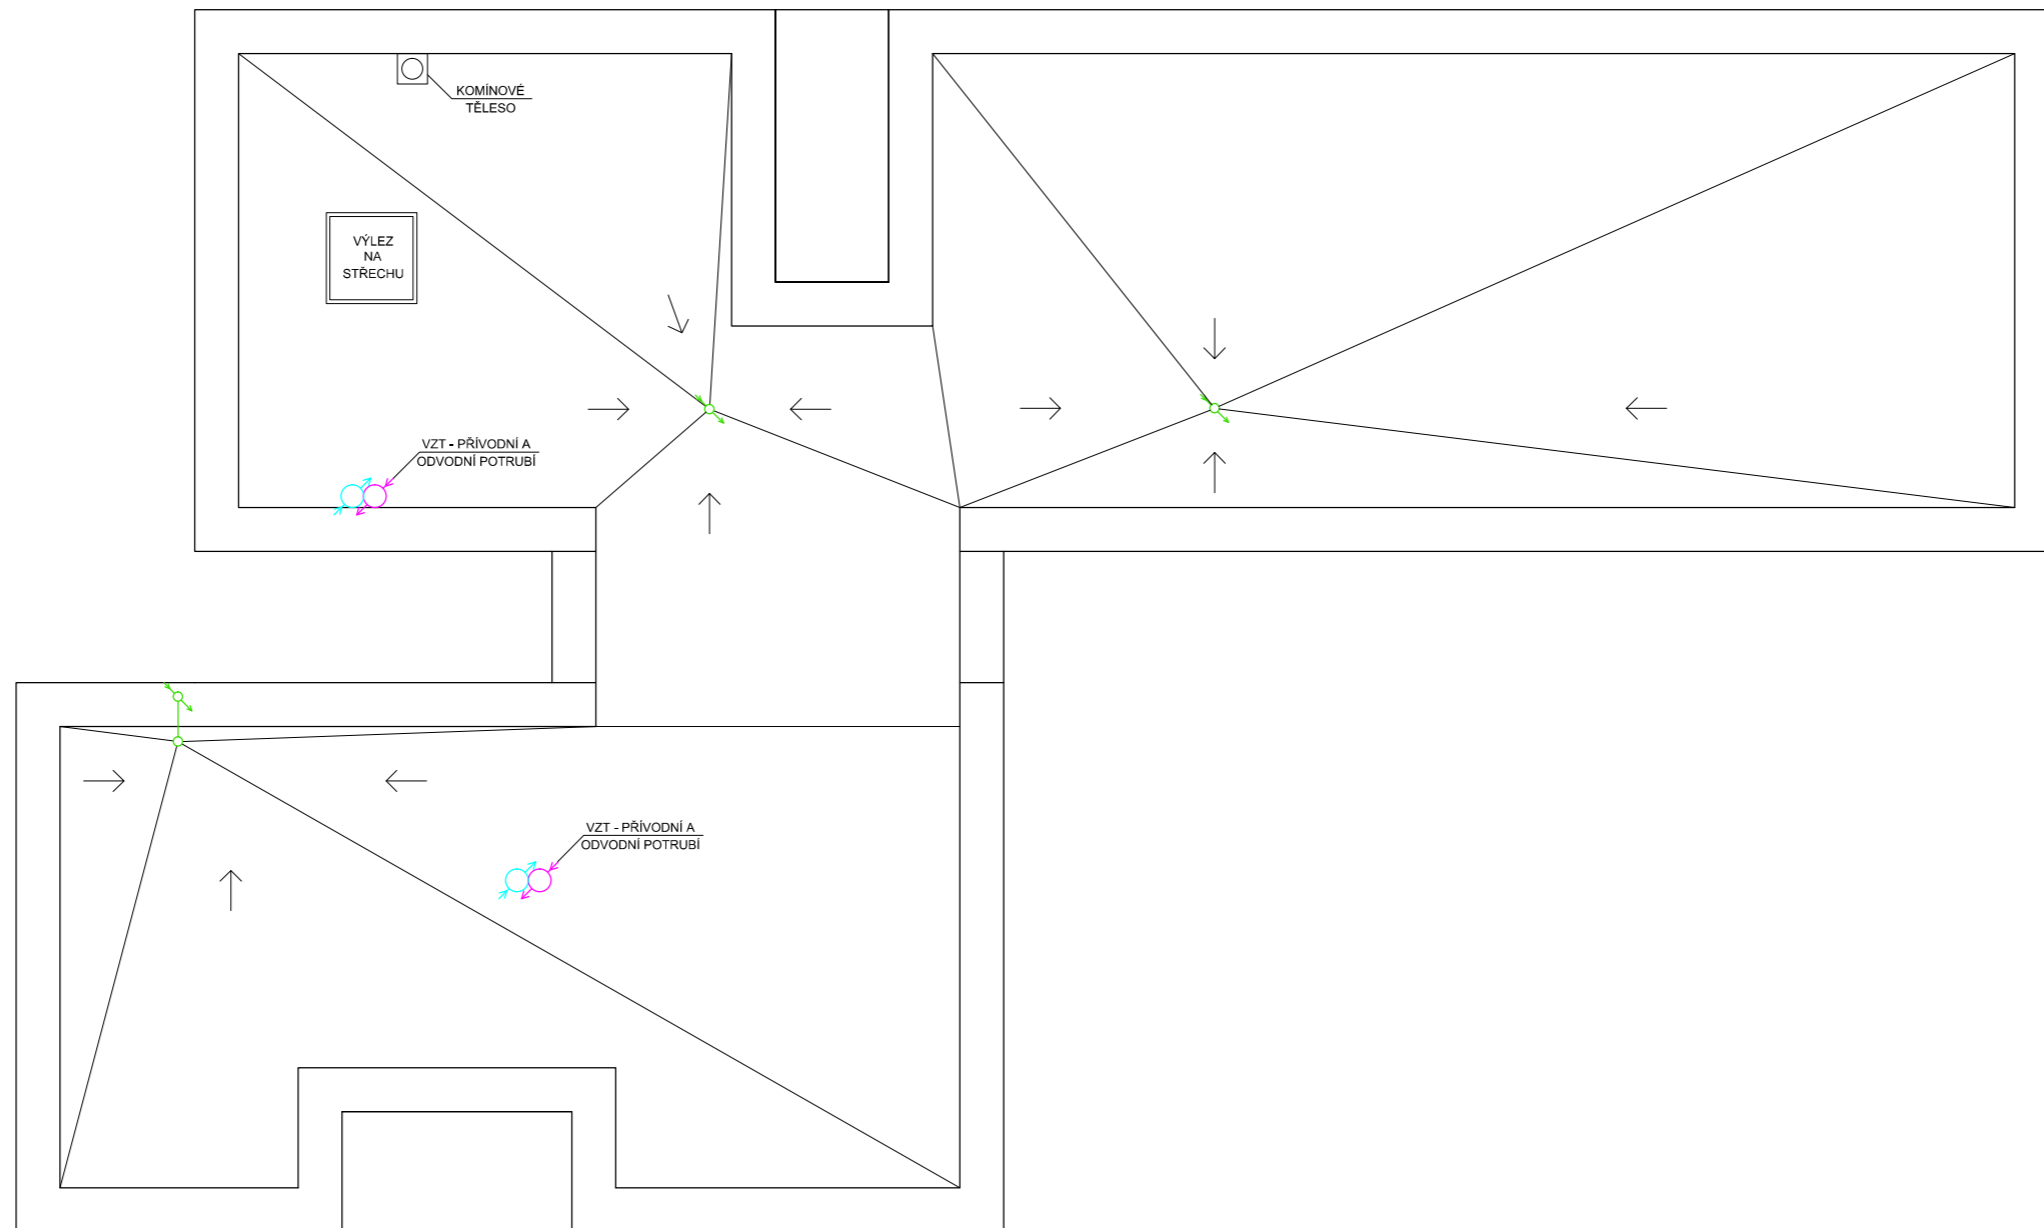 KOMÍNOVÉ
TĚLESO
VÝLEZ
NA
STŘECHU
VZT - PŘÍVODNÍ A
ODVODNÍ POTRUBÍ
VZT - PŘÍVODNÍ A
ODVODNÍ POTRUBÍ